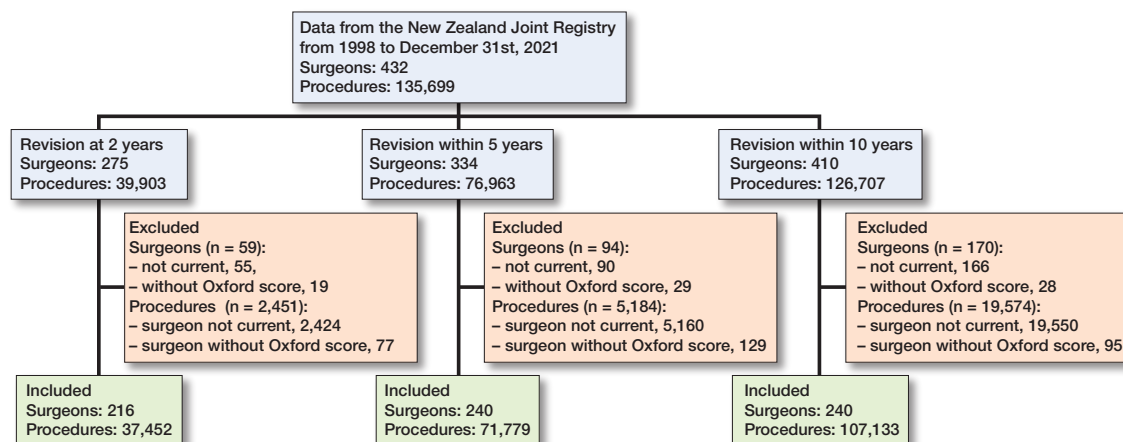 Data from the New Zealand Joint Registry
from 1998 to December 31st, 2021
Surgeons: 432
Procedures: 135,699
Revision at 2 years
Surgeons: 275
Procedures: 39,903
Revision within 5 years
Surgeons: 334
Procedures: 76,963
Revision within 10 years
Surgeons: 410
Procedures: 126,707
Excluded
Surgeons (n = 59):
– not current, 55,
– without Oxford score, 19
Procedures (n = 2,451):
– surgeon not current, 2,424
– surgeon without Oxford score, 77
Excluded
Surgeons (n = 94):
– not current, 90
– without Oxford score, 29
Procedures (n = 5,184):
– surgeon not current, 5,160
– surgeon without Oxford score, 129
Excluded
Surgeons (n = 170):
– not current, 166
– without Oxford score, 28
Procedures (n = 19,574):
– surgeon not current, 19,550
– surgeon without Oxford score, 95
Included
Surgeons: 216
Procedures: 37,452
Included
Surgeons: 240
Procedures: 71,779
Included
Surgeons: 240
Procedures: 107,133